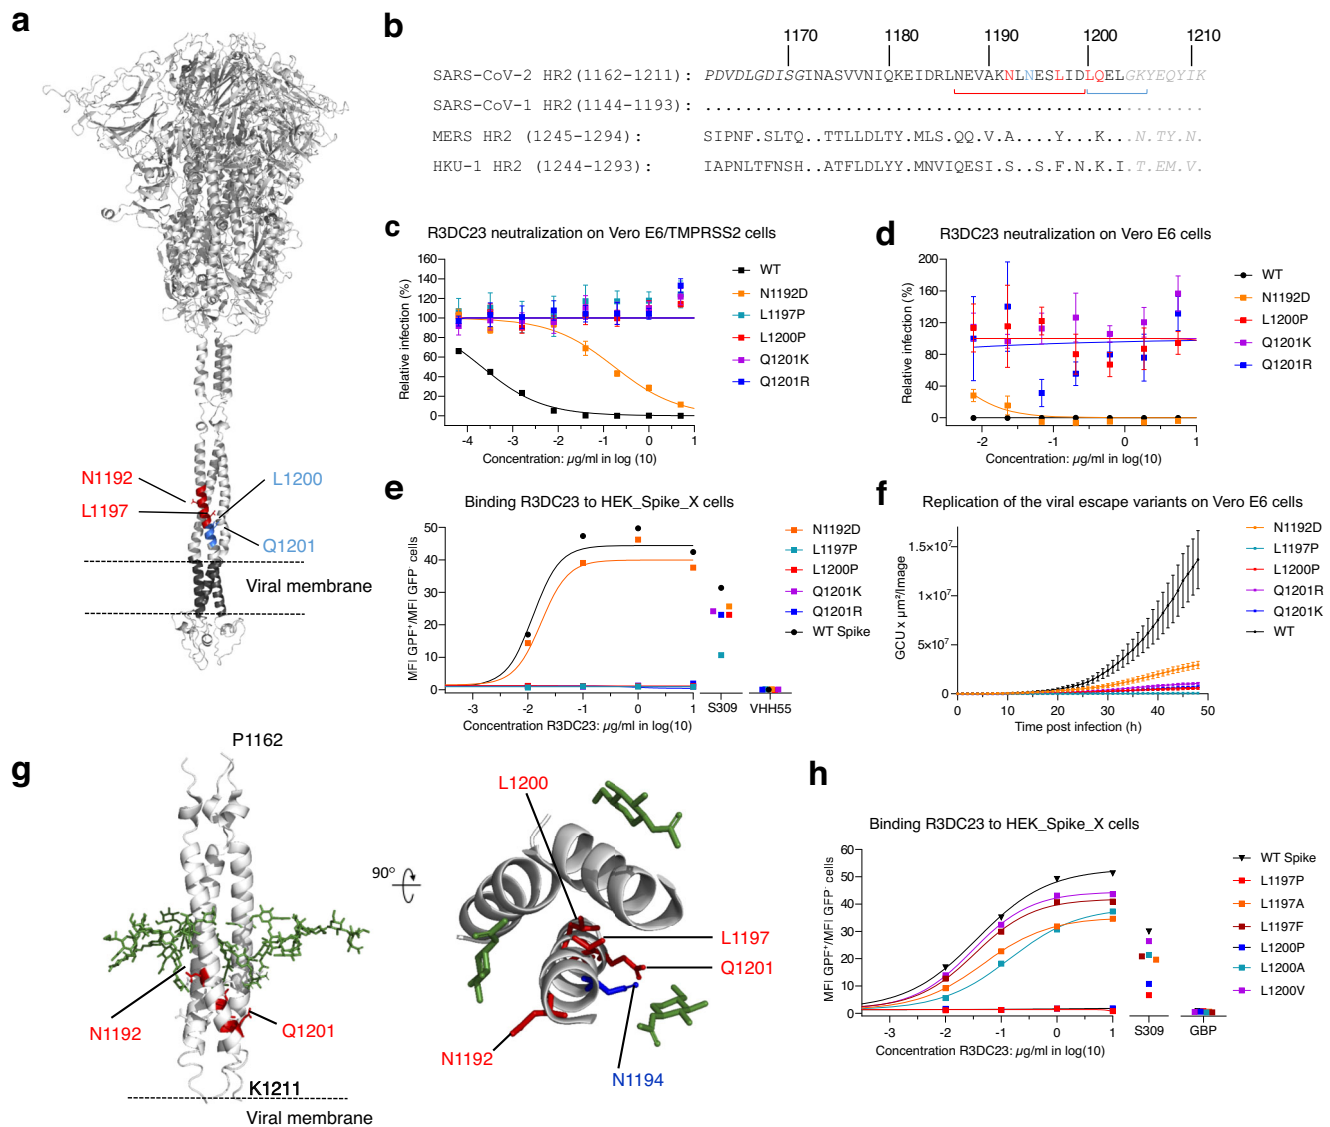 a
N1192
L1197
L1200
Q1201
Viral membrane
b
1170 1180 1190 1200 1210
SARS-CoV-2 HR2(1162-1211): PDVDLGDISGINASVVNIQKEIDRLNEVAKNLNESLIDLQELGKYEQYIK
SARS-CoV-1 HR2(1144-1193): ..................................................
MERS HR2 (1245-1294): SIPNF.SLTQ..TTLLDLTY.MLS.QQ.V.A....Y...K...N.TY.N.
HKU-1 HR2 (1244-1293): IAPNLTFNSH..ATFLDLYY.MNVIQESI.S..S.F.N.K.I.T.EM.V.
c
R3DC23 neutralization on Vero E6/TMPRSS2 cells
Relative infection (%)
160
140
120
100
80
60
40
20
0
-4 -3 -2 -1 0 1
Concentration: µg/ml in log (10)
WT
N1192D
L1197P
L1200P
Q1201K
Q1201R
d
R3DC23 neutralization on Vero E6 cells
Relative infection (%)
200
160
120
80
40
0
-2 -1 0 1
Concentration: µg/ml in log(10)
WT
N1192D
L1200P
Q1201K
Q1201R
e
Binding R3DC23 to HEK_Spike_X cells
MFI GPF+/MFI GFP- cells
50
40
30
20
10
0
-3 -2 -1 0 1
S309
VHH55
Concentration R3DC23: µg/ml in log(10)
N1192D
L1197P
L1200P
Q1201K
Q1201R
WT Spike
f
Replication of the viral escape variants on Vero E6 cells
GCU x µm²/Image
1.5×10⁷
1×10⁷
5×10⁷
0
0 10 20 30 40 50
Time post infection (h)
N1192D
L1197P
L1200P
Q1201R
Q1201K
WT
g
P1162
N1192
Q1201
K1211
Viral membrane
90°
L1200
L1197
Q1201
N1192
N1194
h
Binding R3DC23 to HEK_Spike_X cells
MFI GPF+/MFI GFP- cells
60
50
40
30
20
10
0
-3 -2 -1 0 1
S309
GBP
Concentration R3DC23: µg/ml in log(10)
WT Spike
L1197P
L1197A
L1197F
L1200P
L1200A
L1200V